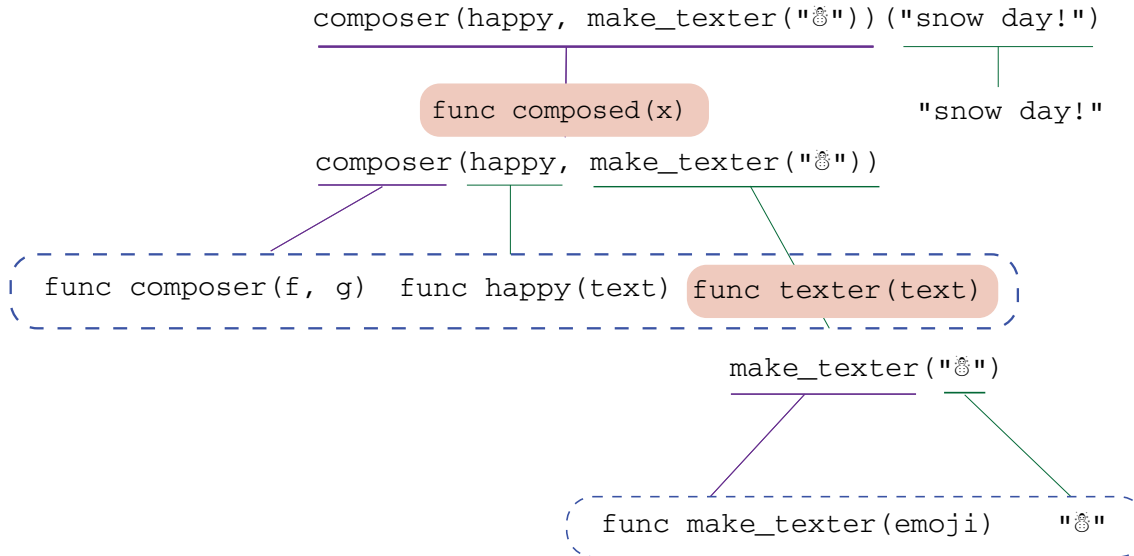 composer(happy, make_texter("☃"))("snow day!")
func composed(x)
"snow day!"
composer(happy, make_texter("☃"))
func composer(f, g) func happy(text) func texter(text)
make_texter("☃")
func make_texter(emoji) "☃"